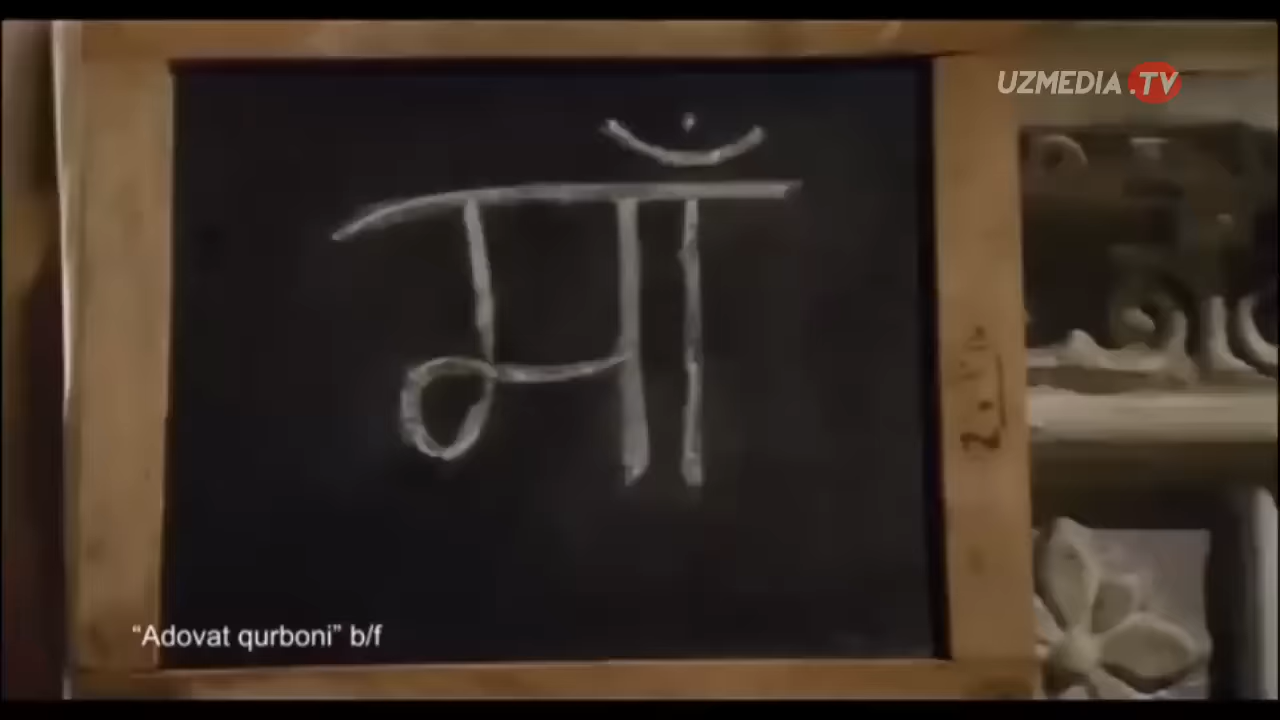 UZMEDIA.TV
माँ
“Adovat qurboni” b/f